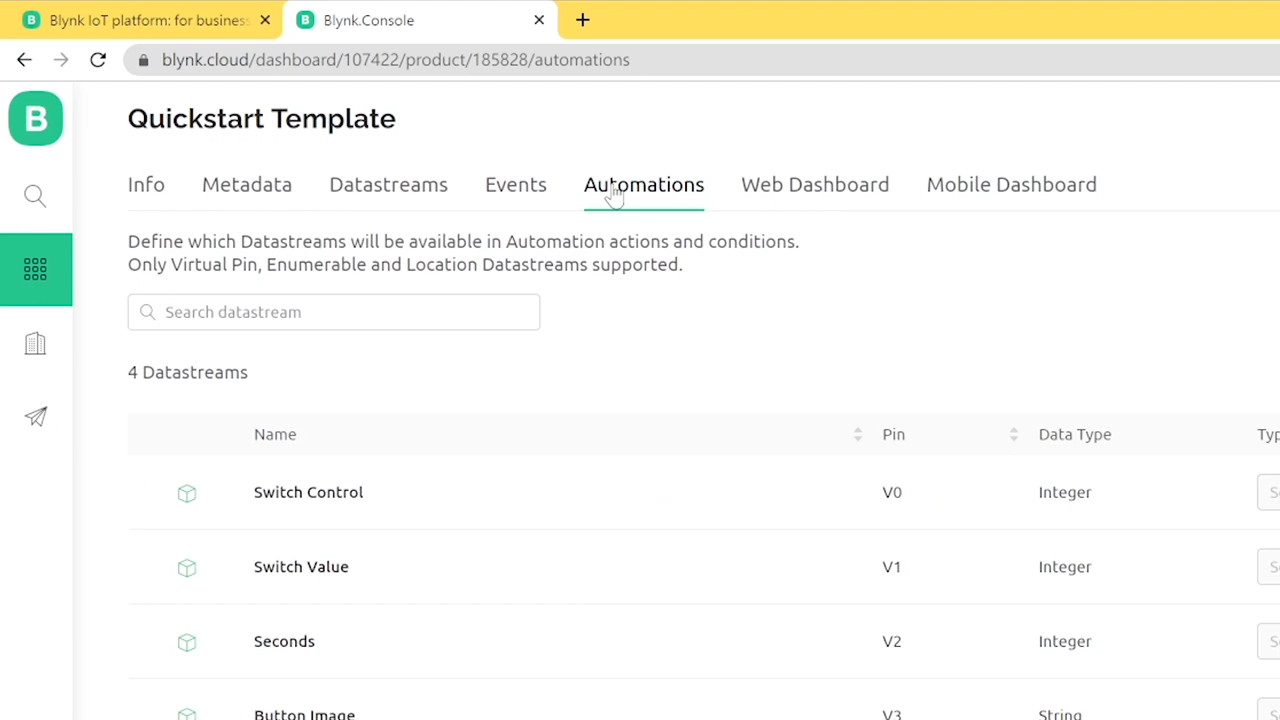 Blynk IoT platform: for busines
Blynk.Console
blynk.cloud/dashboard/107422/product/185828/automations
B
Quickstart Template
Info Metadata Datastreams Events Automations Web Dashboard Mobile Dashboard
Define which Datastreams will be available in Automation actions and conditions.
Only Virtual Pin, Enumerable and Location Datastreams supported.
Search datastream
4 Datastreams
Name Pin Data Type Typ
Switch Control V0 Integer
Switch Value V1 Integer
Seconds V2 Integer
Button Image V3 String